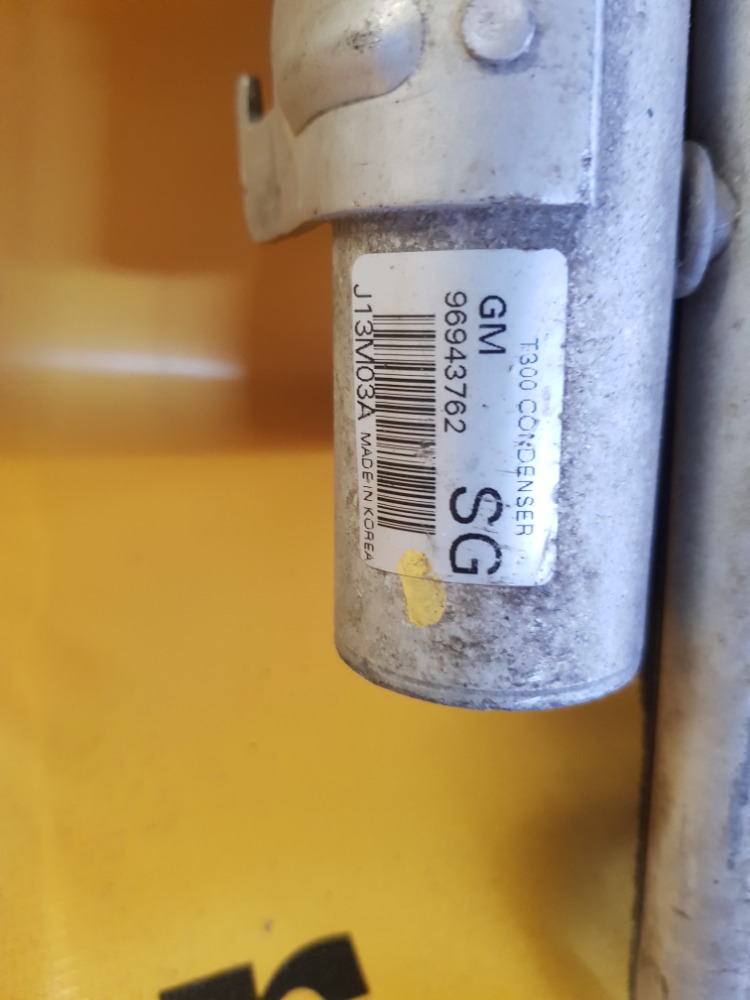 T300 CONDENSER
GM
96943762
SG
J13M03A MADE IN KOREA
r